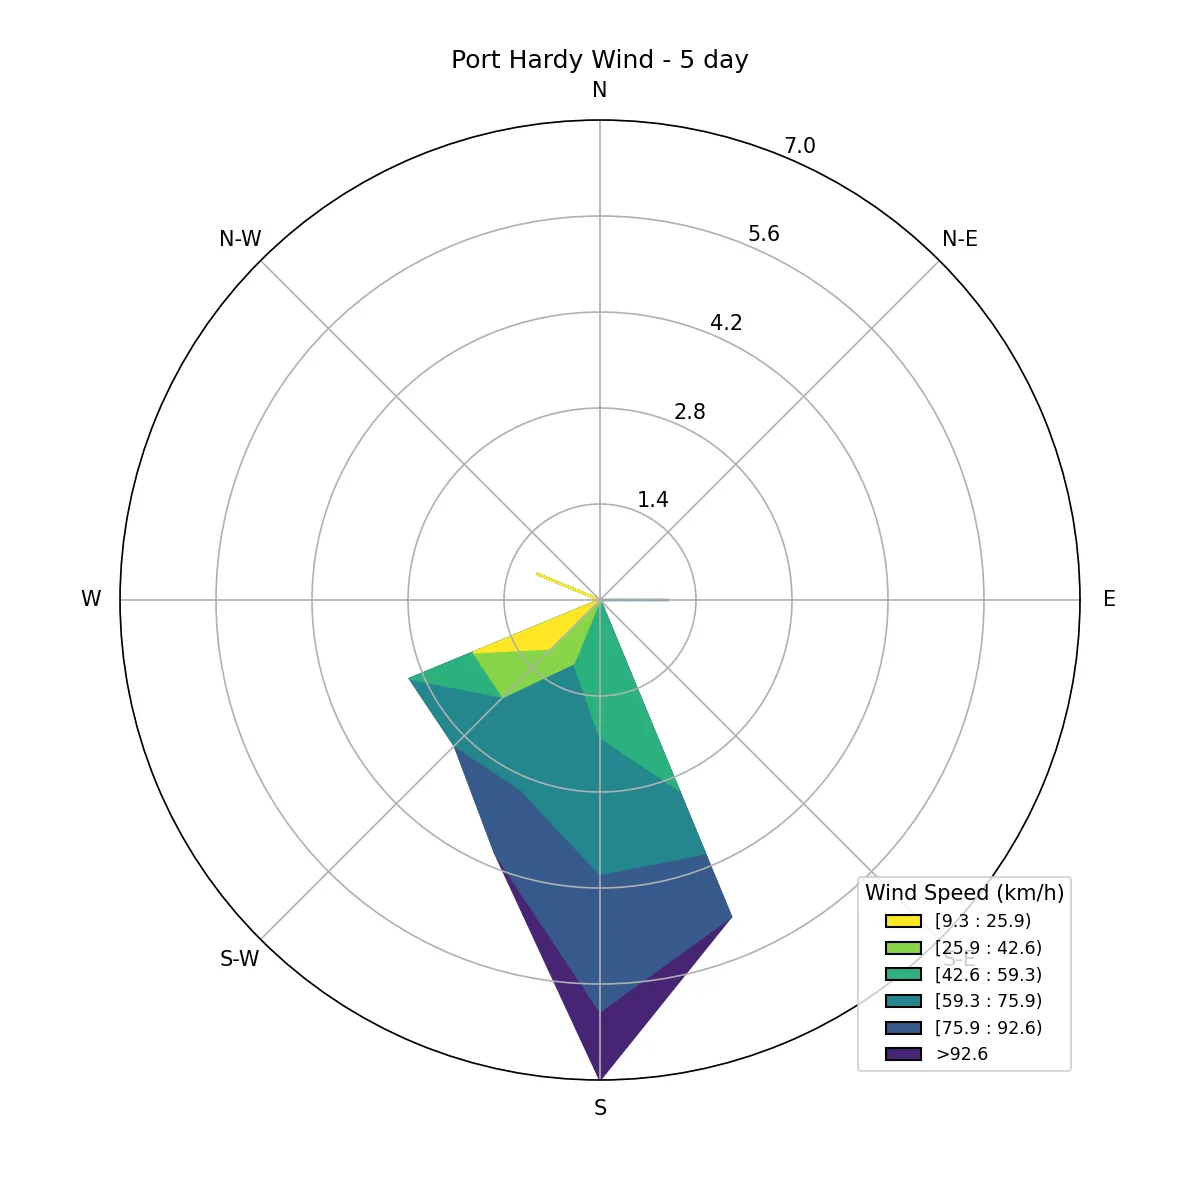 Port Hardy Wind - 5 day
N
7.0
N-W
5.6
N-E
4.2
2.8
1.4
W
E
S-W
S-E
S
Wind Speed (km/h)
[9.3 : 25.9)
[25.9 : 42.6)
[42.6 : 59.3)
[59.3 : 75.9)
[75.9 : 92.6)
>92.6